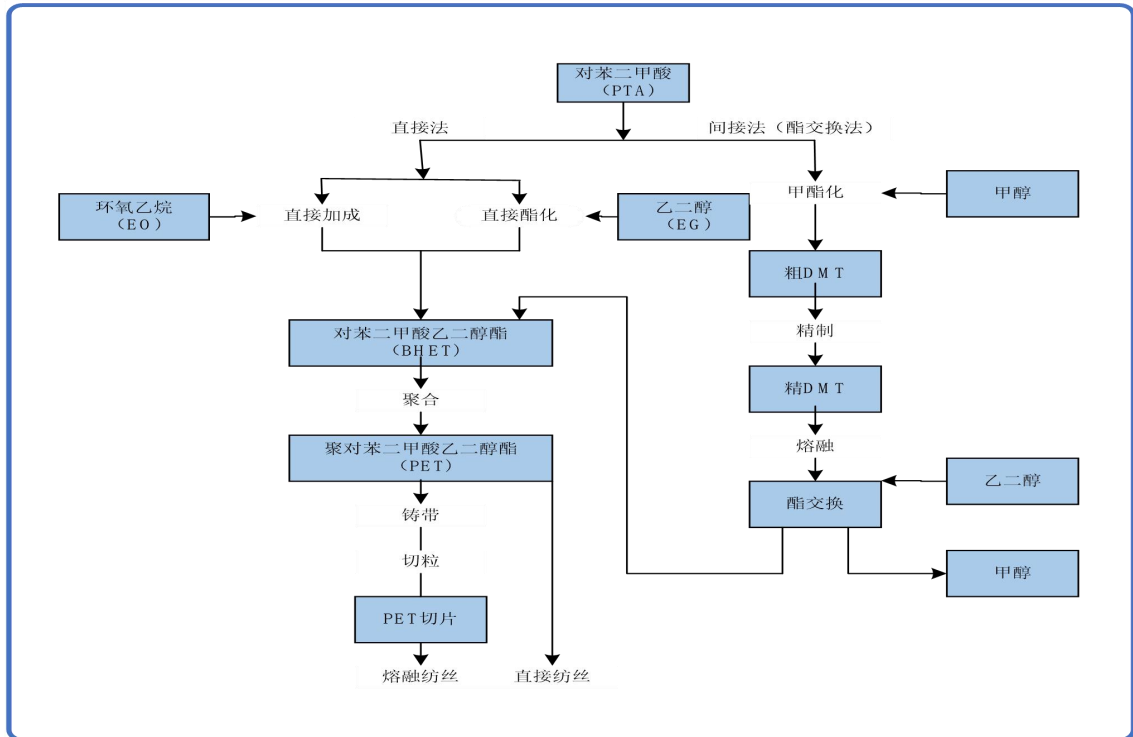 对苯二甲酸
（PTA）
直接法
间接法（酯交换法）
环氧乙烷
（EO）
直接加成
直接酯化
乙二醇
（EG）
甲酯化
甲醇
粗DMT
对苯二甲酸乙二醇酯
（BHET）
精制
聚合
精DMT
聚对苯二甲酸乙二醇酯
（PET）
熔融
乙二醇
铸带
酯交换
切粒
甲醇
PET切片
熔融纺丝
直接纺丝